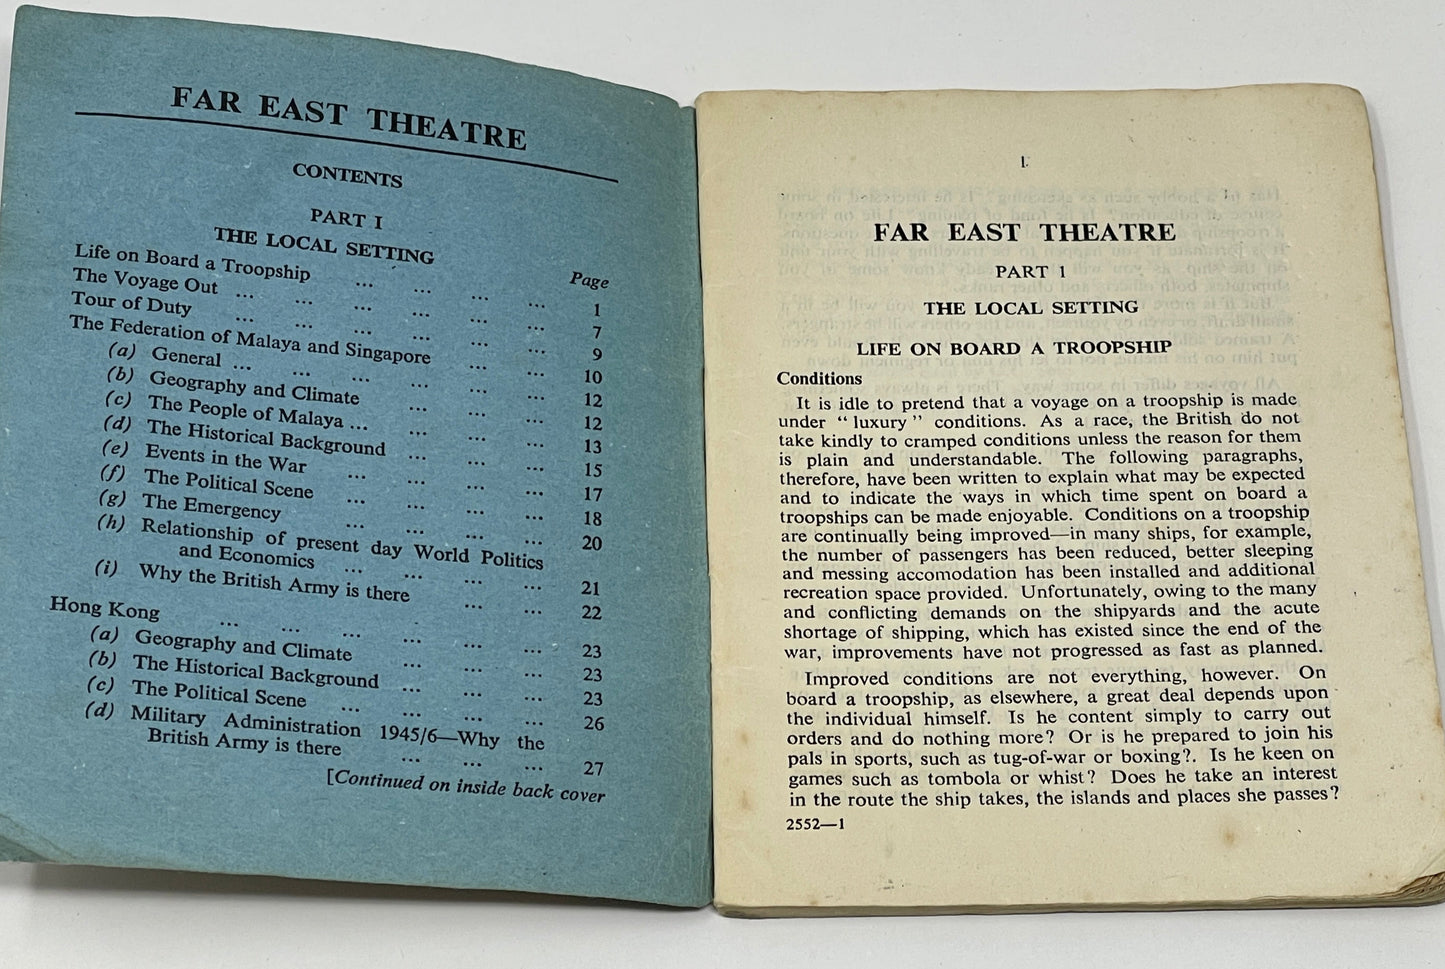 FAR EAST THEATRE
CONTENTS
PART I
THE LOCAL SETTING
Page
Life on Board a Troopship ... ... ... ... 1
The Voyage Out ... ... ... ... ... ... 7
Tour of Duty ... ... ... ... ... ... 9
The Federation of Malaya and Singapore ... ... 10
(a) General ... ... ... ... ... ... 12
(b) Geography and Climate ... ... ... 12
(c) The People of Malaya ... ... ... ... 13
(d) The Historical Background ... ... ... 15
(e) Events in the War ... ... ... ... 17
(f) The Political Scene ... ... ... ... 18
(g) The Emergency ... ... ... ... 20
(h) Relationship of present day World Politics
and Economics ... ... ... ... 21
(i) Why the British Army is there ... ... 22
Hong Kong ... ... ... ... ... ... 23
(a) Geography and Climate ... ... ... 23
(b) The Historical Background ... ... ... 23
(c) The Political Scene ... ... ... ... 26
(d) Military Administration 1945/6—Why the
British Army is there ... ... ... 27
[Continued on inside back cover
1
FAR EAST THEATRE
PART 1
THE LOCAL SETTING
LIFE ON BOARD A TROOPSHIP
Conditions
It is idle to pretend that a voyage on a troopship is made
under “luxury” conditions. As a race, the British do not
take kindly to cramped conditions unless the reason for them
is plain and understandable. The following paragraphs,
therefore, have been written to explain what may be expected
and to indicate the ways in which time spent on board a
troopships can be made enjoyable. Conditions on a troopship
are continually being improved—in many ships, for example,
the number of passengers has been reduced, better sleeping
and messing accomodation has been installed and additional
recreation space provided. Unfortunately, owing to the many
and conflicting demands on the shipyards and the acute
shortage of shipping, which has existed since the end of the
war, improvements have not progressed as fast as planned.
Improved conditions are not everything, however. On
board a troopship, as elsewhere, a great deal depends upon
the individual himself. Is he content simply to carry out
orders and do nothing more? Or is he prepared to join his
pals in sports, such as tug-of-war or boxing?. Is he keen on
games such as tombola or whist? Does he take an interest
in the route the ship takes, the islands and places she passes?
2552—1